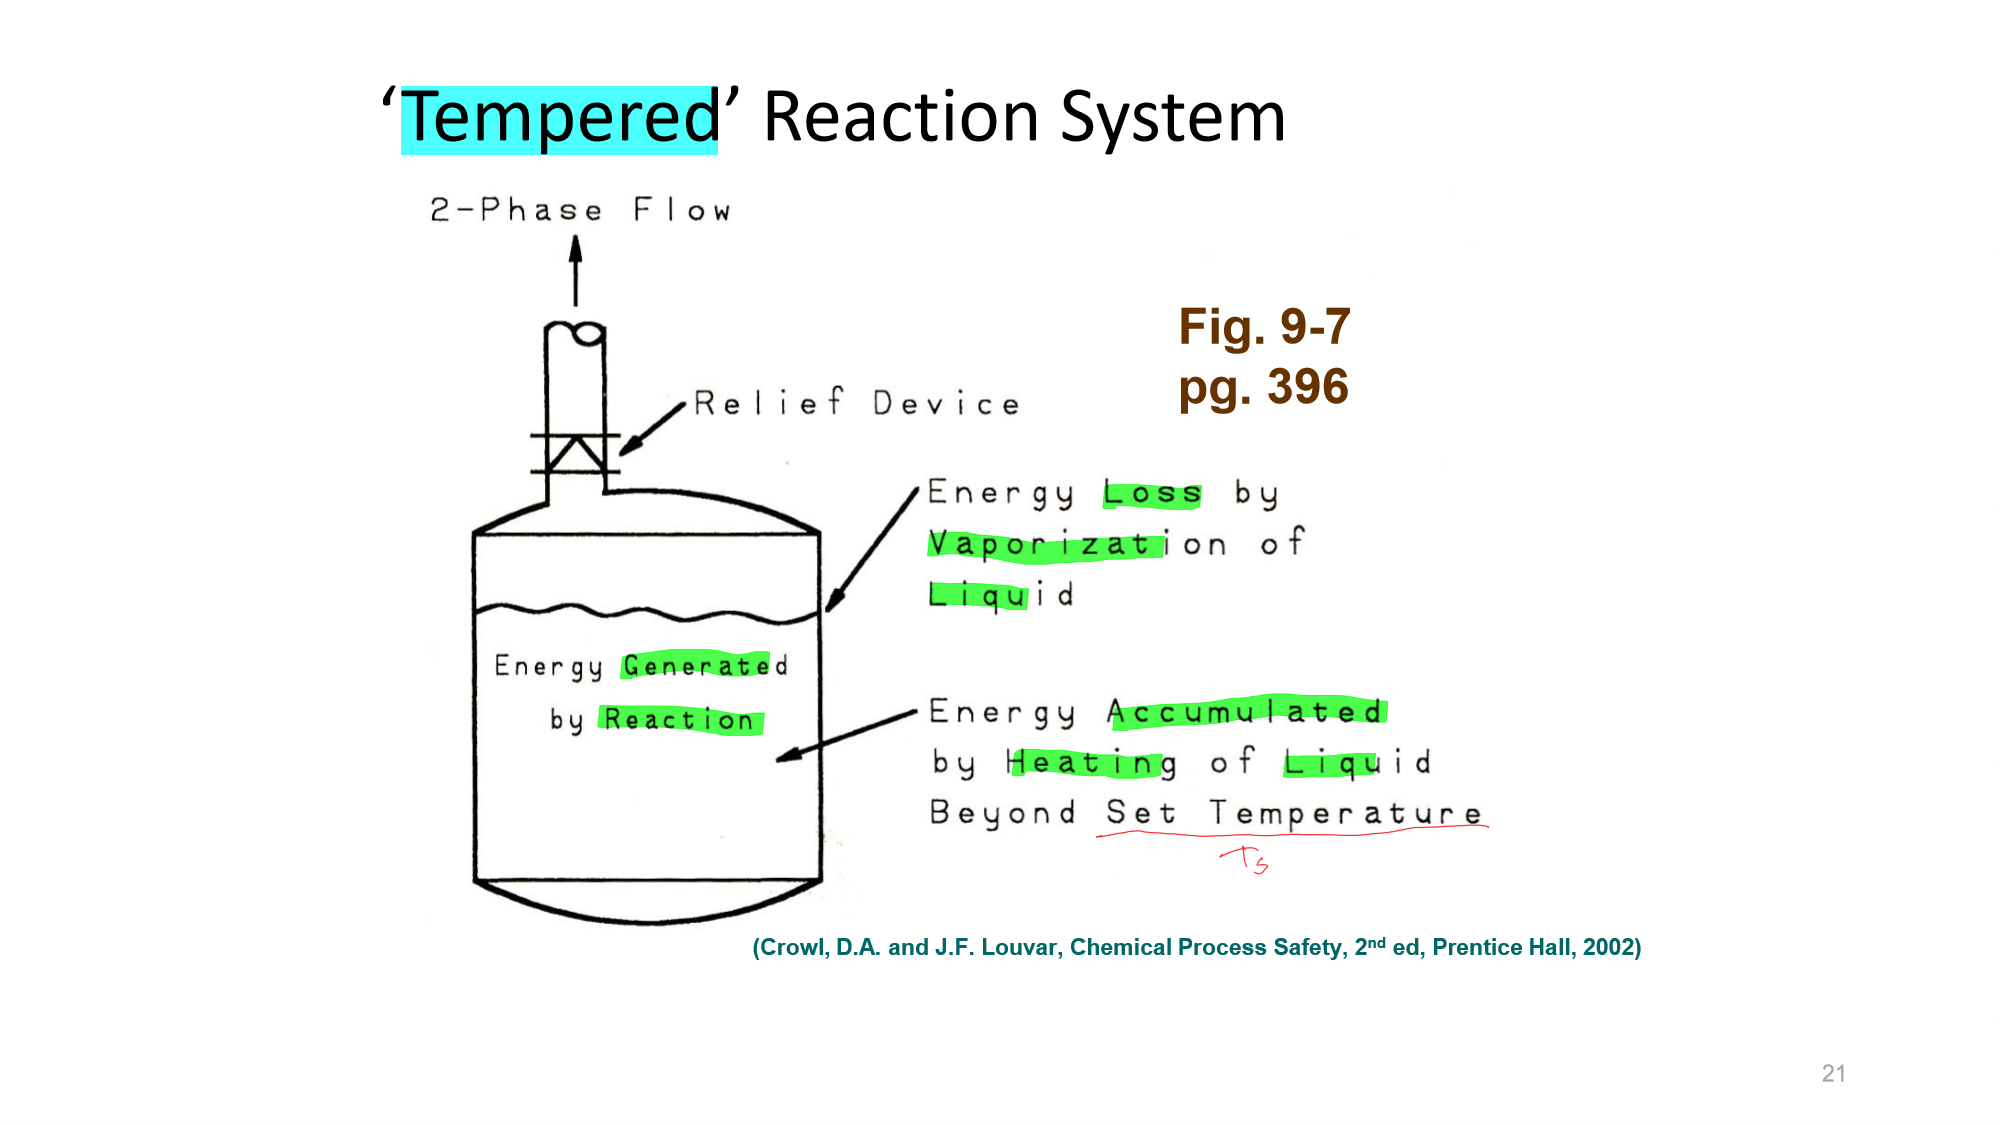 ‘Tempered’ Reaction System
2-Phase Flow
Fig. 9-7
pg. 396
Relief Device
Energy Loss by
Vaporization of
Liquid
Energy Generated
by Reaction
Energy Accumulated
by Heating of Liquid
Beyond Set Temperature
Ts
(Crowl, D.A. and J.F. Louvar, Chemical Process Safety, 2nd ed, Prentice Hall, 2002)
21